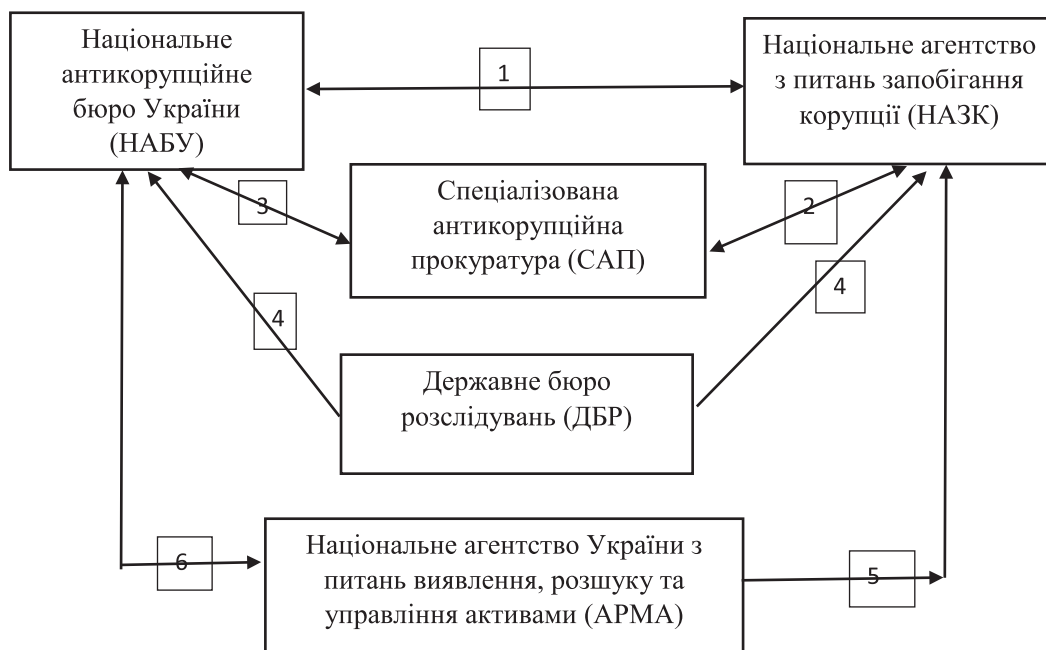 Національне
антикорупційне
бюро України
(НАБУ)
1
Національне агентство
з питань запобігання
корупції (НАЗК)
3
Спеціалізована
антикорупційна
прокуратура (САП)
2
4
4
Державне бюро
розслідувань (ДБР)
6
Національне агентство України з
питань виявлення, розшуку та
управління активами (АРМА)
5